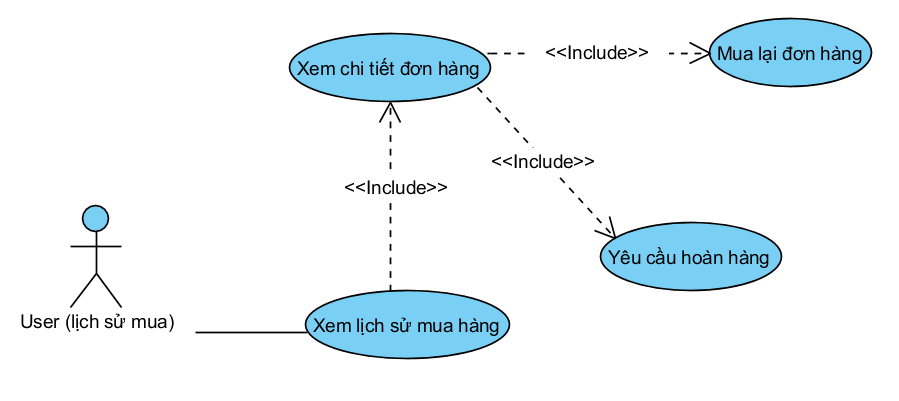 Xem chi tiết đơn hàng
<<Include>>
Mua lại đơn hàng
<<Include>>
<<Include>>
Yêu cầu hoàn hàng
User (lịch sử mua)
Xem lịch sử mua hàng